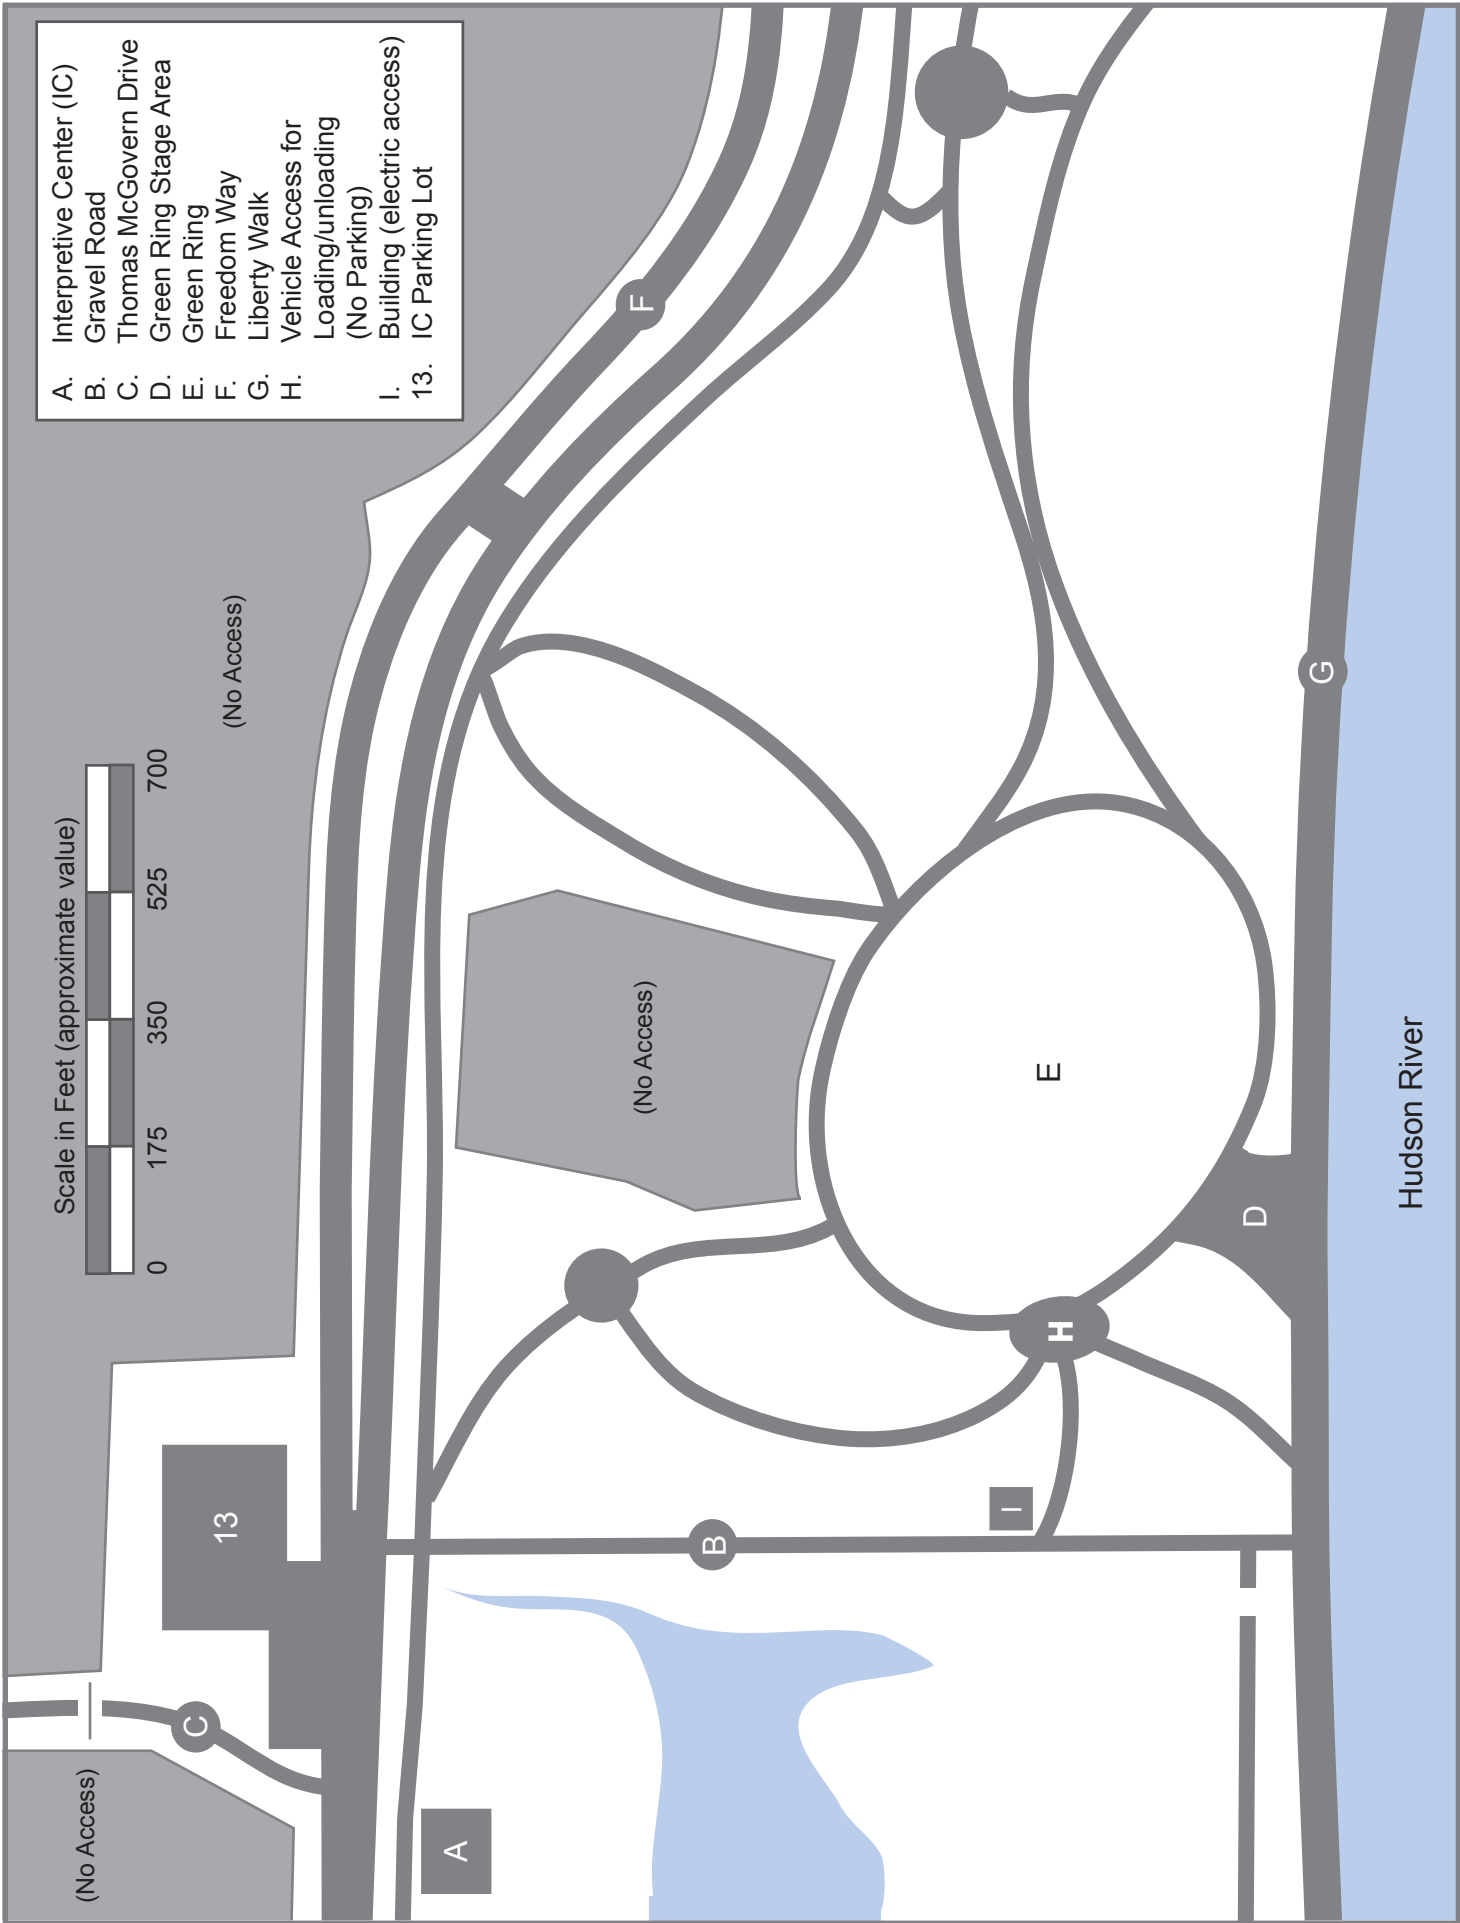 A. Interpretive Center (IC)
B. Gravel Road
C. Thomas McGovern Drive
D. Green Ring Stage Area
E. Green Ring
F. Freedom Way
G. Liberty Walk
H. Vehicle Access for
Loading/unloading
(No Parking)
I. Building (electric access)
13. IC Parking Lot
Scale in Feet (approximate value)
0 175 350 525 700
(No Access)
(No Access)
(No Access)
13
C
A
B
I
H
D
E
F
G
Hudson River